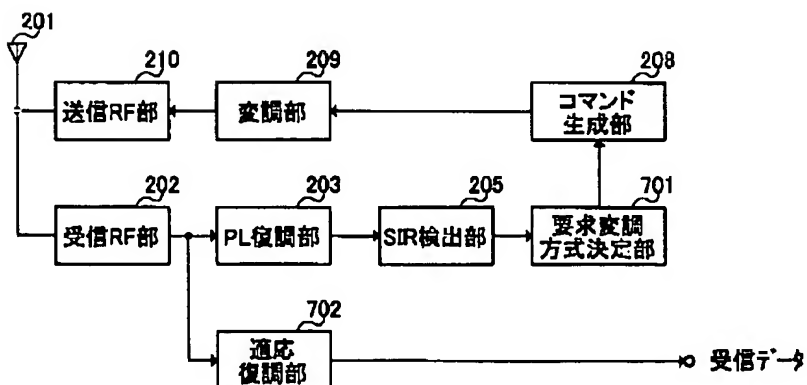 201
210
209
208
送信RF部
変調部
コマンド
生成部
202
203
205
701
受信RF部
PL復調部
SIR検出部
要求変調
方式決定部
702
適応
復調部
受信データ